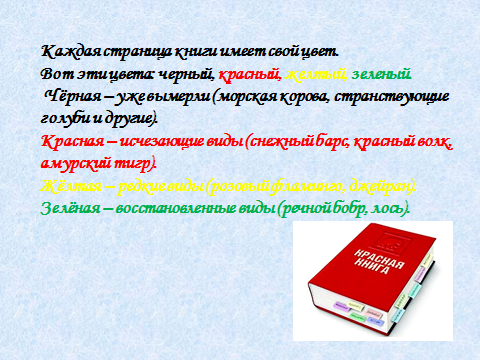 Каждая страница книги имеет свой цвет.
Вот эти цвета: черный, красный, желтый, зеленый.
Чёрная – уже вымерли (морская корова, странствующие
голуби и другие).
Красная – исчезающие виды (снежный барс, красный волк,
амурский тигр).
Жёлтая – редкие виды (розовый фламинго, джейран)
Зелёная – восстановленные виды (речной бобр, лось).
КРАСНАЯ
КНИГА